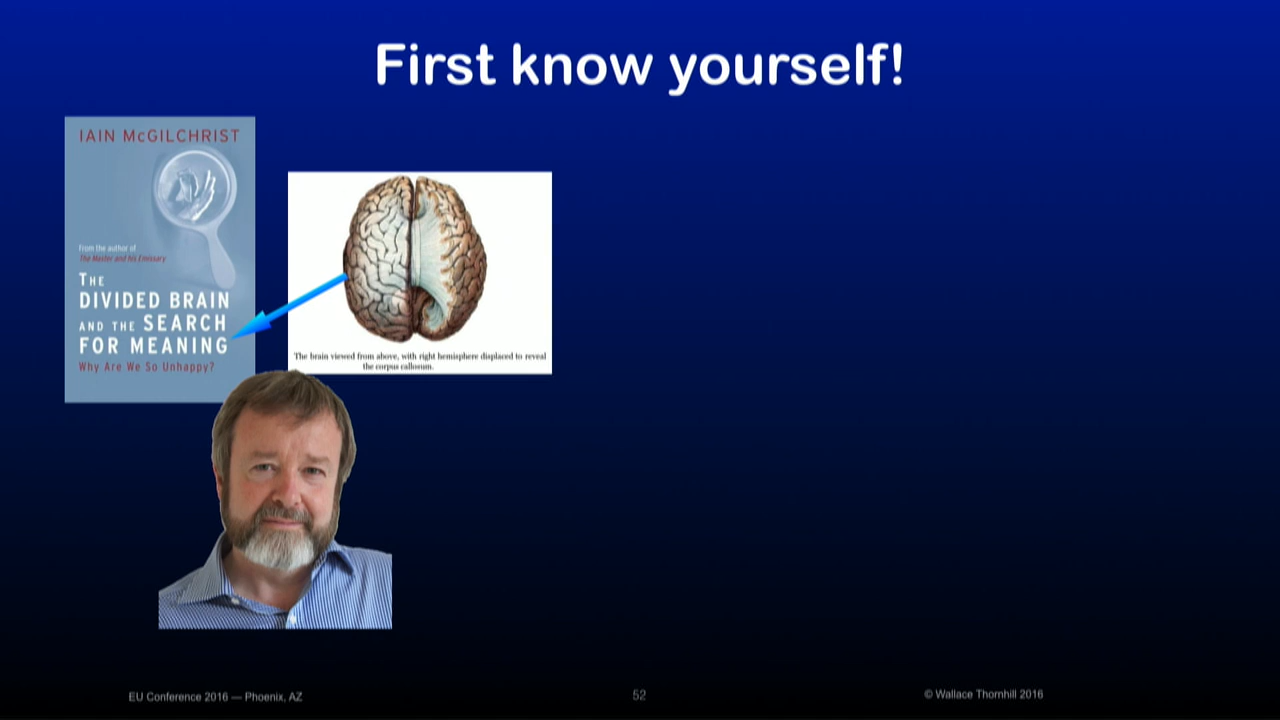 First know yourself!
IAIN McGILCHRIST
From the author of
The Master and his Emissary
THE
DIVIDED BRAIN
AND THE SEARCH
FOR MEANING
Why Are We So Unhappy?
The brain viewed from above, with right hemisphere displaced to reveal
the corpus callosum.
EU Conference 2016 — Phoenix, AZ
52
© Wallace Thornhill 2016